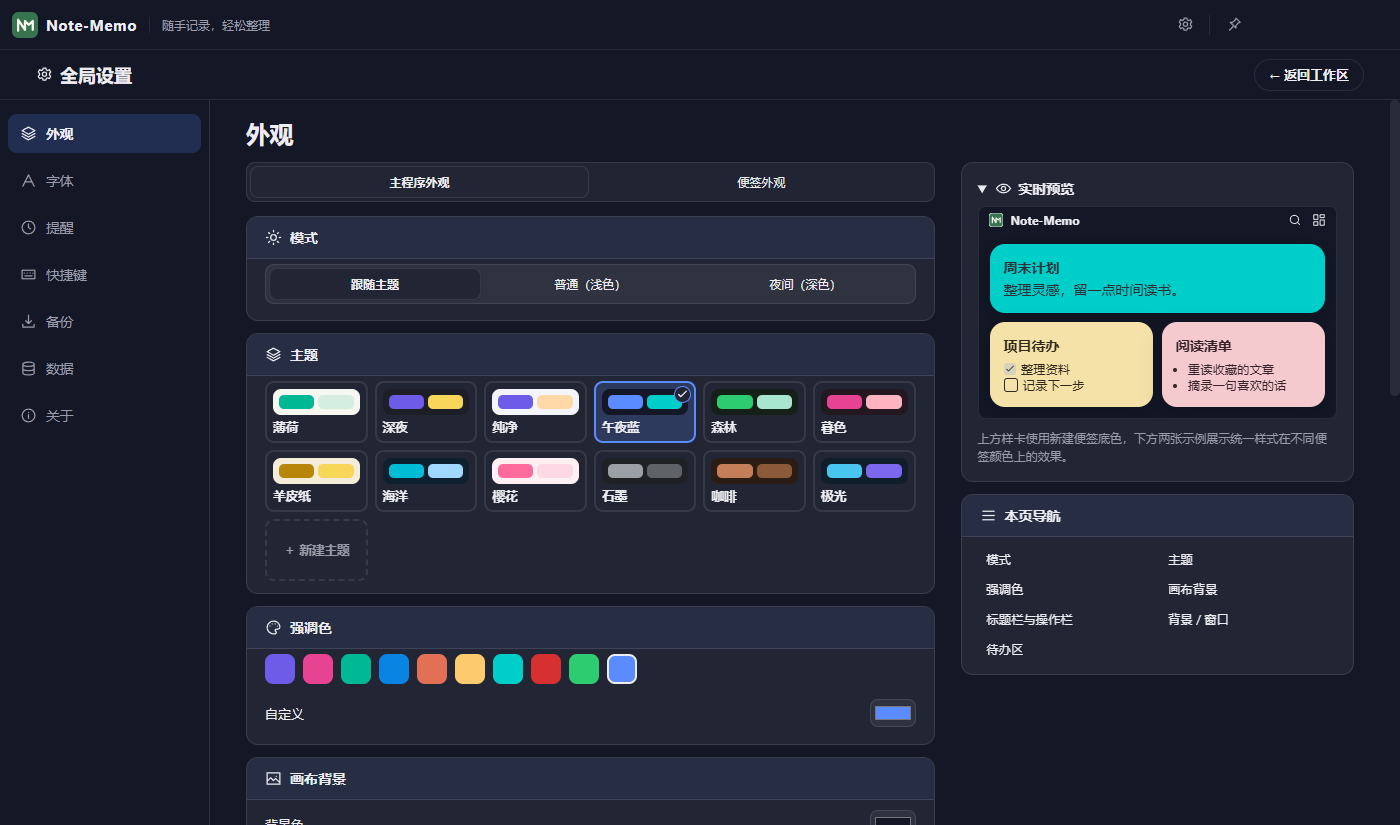 Note-Memo
随手记录，轻松整理
全局设置
←返回工作区
外观
字体
提醒
快捷键
备份
数据
关于
外观
主程序外观
便签外观
模式
跟随主题
普通（浅色）
夜间（深色）
主题
薄荷
深夜
纯净
午夜蓝
森林
暮色
羊皮纸
海洋
樱花
石墨
咖啡
极光
+ 新建主题
强调色
自定义
画布背景
背景色
▼ 实时预览
Note-Memo
周末计划
整理灵感，留一点时间读书。
项目待办
整理资料
记录下一步
阅读清单
• 重读收藏的文章
• 摘录一句喜欢的话
上方样卡使用新建便签底色，下方两张示例展示统一样式在不同便
签颜色上的效果。
本页导航
模式
主题
强调色
画布背景
标题栏与操作栏
背景 / 窗口
待办区